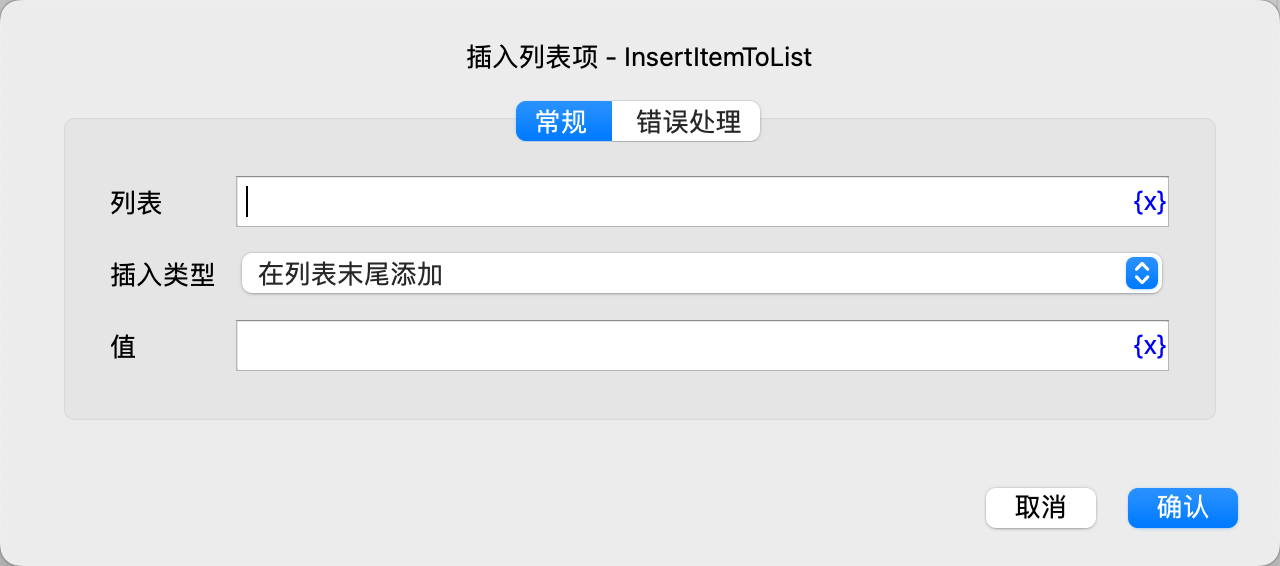 插入列表项 - InsertItemToList
常规 错误处理
列表 {x}
插入类型 在列表末尾添加
值 {x}
取消 确认